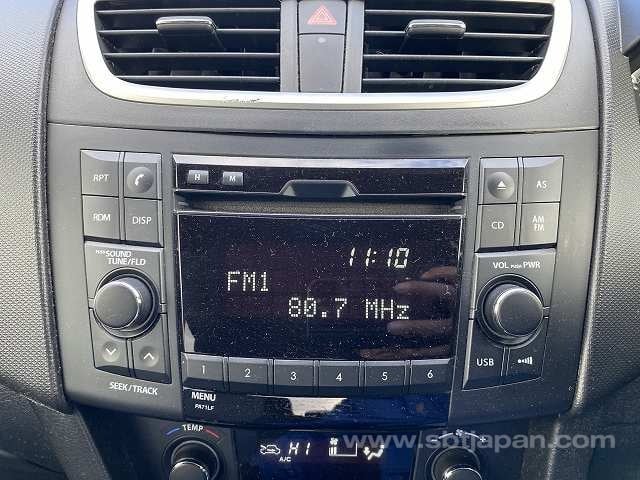 RPT
RDM
DISP
H
M
AS
CD
AM
FM
PUSH SOUND
TUNE/FLD
VOL PUSH PWR
11:10
FM1
80.7 MHz
1 2 3 4 5 6
SEEK/TRACK
MENU
PA71LF
USB
TEMP
HI
A/C
www.sbtjapan.com